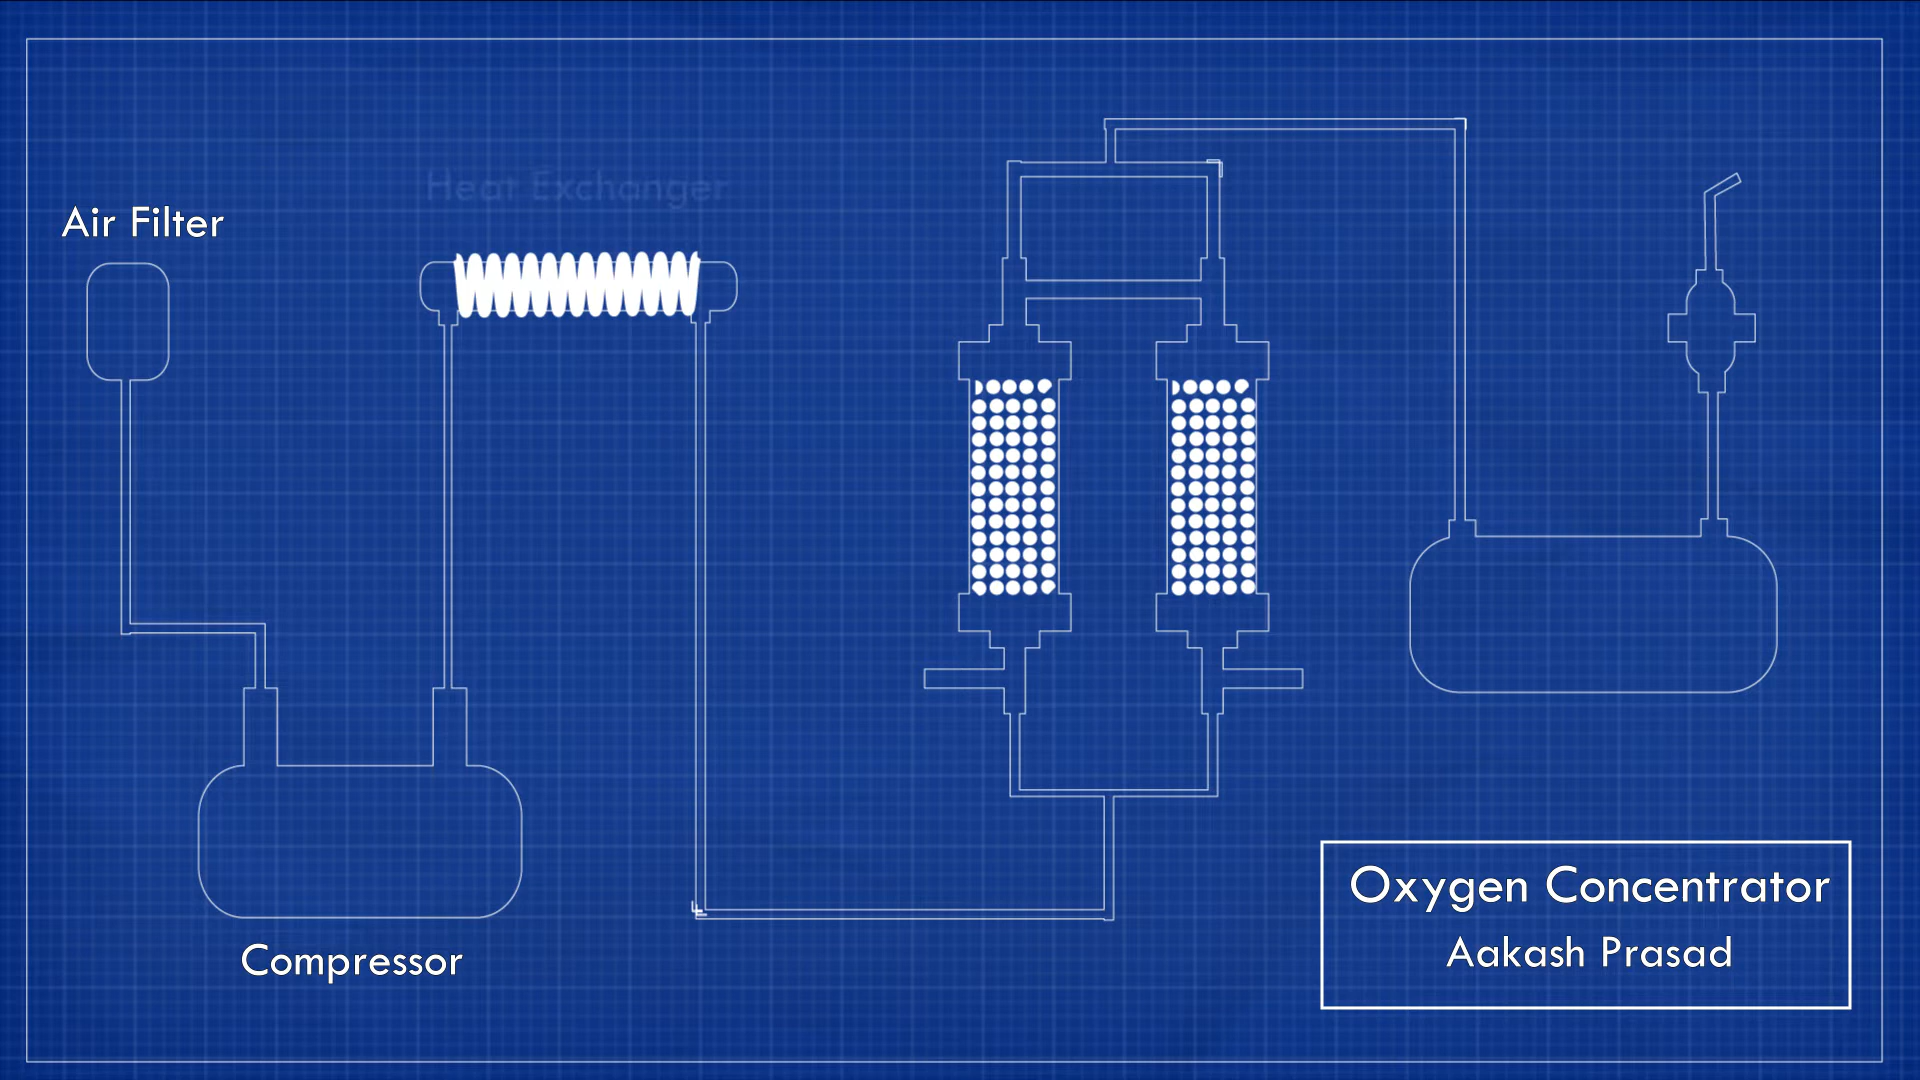 Heat Exchanger
Air Filter
Compressor
Oxygen Concentrator
Aakash Prasad